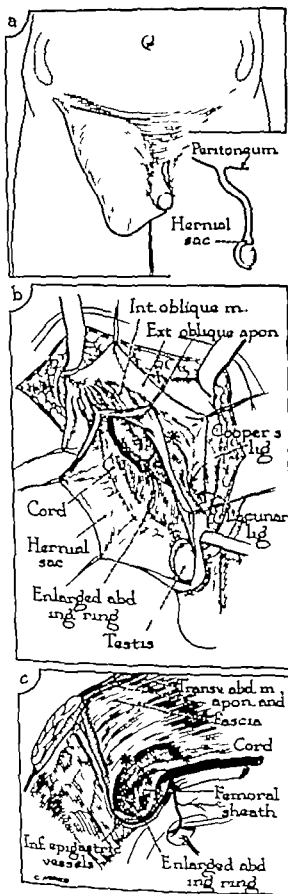 a
Peritoneum
Hernial
sac
b
Int. oblique m.
Ext oblique apon
Cooper s
lig
Cord
Hernial
sac
Lacunar
lig
Enlarged abd
ing ring
Testis
c
Transv. abd m
apon and
fascia
Cord
Femoral
sheath
Inf. epigastric
vessels
Enlarged abd
ing ring